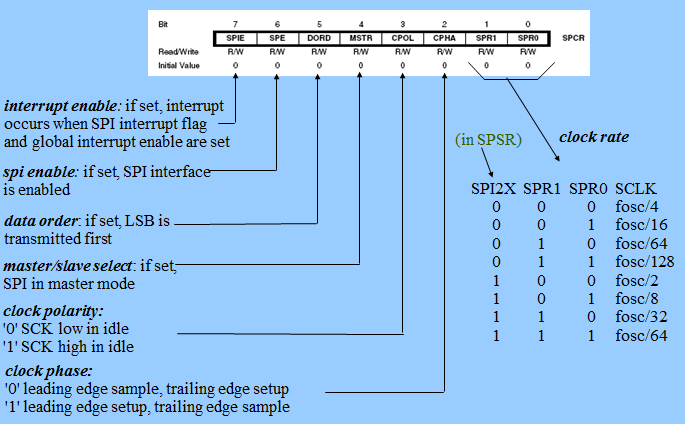 Bit 7 6 5 4 3 2 1 0
SPIE SPE DORD MSTR CPOL CPHA SPR1 SPR0 SPCR
Read/Write R/W R/W R/W R/W R/W R/W R/W R/W
Initial Value 0 0 0 0 0 0 0 0
interrupt enable: if set, interrupt
occurs when SPI interrupt flag
and global interrupt enable are set
spi enable: if set, SPI interface
is enabled
data order: if set, LSB is
transmitted first
master/slave select: if set,
SPI in master mode
clock polarity:
'0' SCK low in idle
'1' SCK high in idle
clock phase:
'0' leading edge sample, trailing edge setup
'1' leading edge setup, trailing edge sample
(in SPSR)
clock rate
SPI2X SPR1 SPR0 SCLK
0 0 0 fosc/4
0 0 1 fosc/16
0 1 0 fosc/64
0 1 1 fosc/128
1 0 0 fosc/2
1 0 1 fosc/8
1 1 0 fosc/32
1 1 1 fosc/64